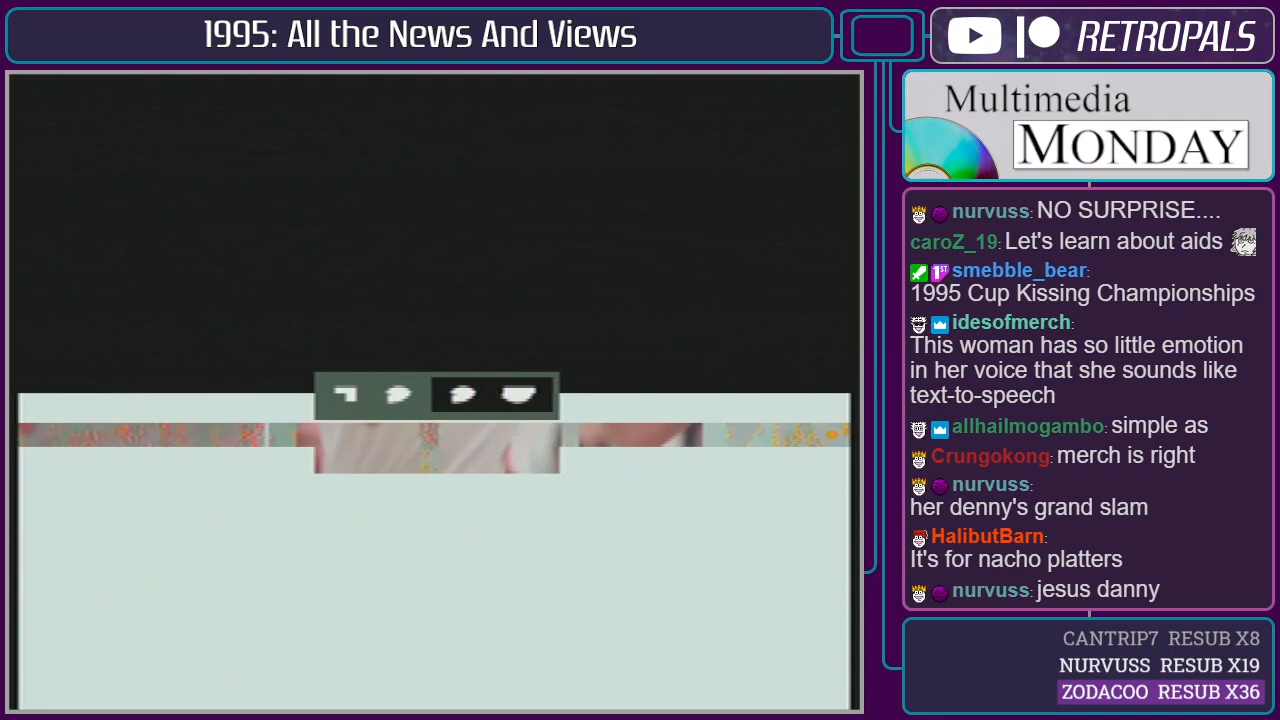 1995: All the News And Views
RETROPALS
Multimedia
MONDAY
nurvuss: NO SURPRISE....
caroZ_19: Let's learn about aids
1ST smebble_bear:
1995 Cup Kissing Championships
idesofmerch:
This woman has so little emotion
in her voice that she sounds like
text-to-speech
allhailmogambo: simple as
Crungokong: merch is right
nurvuss:
her denny's grand slam
HalibutBarn:
It's for nacho platters
nurvuss: jesus danny
CANTRIP7 RESUB X8
NURVUSS RESUB X19
ZODACOO RESUB X36